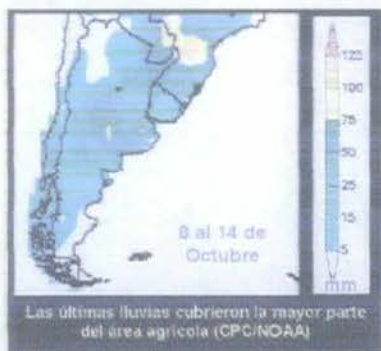 120
100
75
50
25
15
5
mm
8 al 14 de
Octubre
Las últimas lluvias cubrieron la mayor parte
del área agrícola (CPC/NOAA)